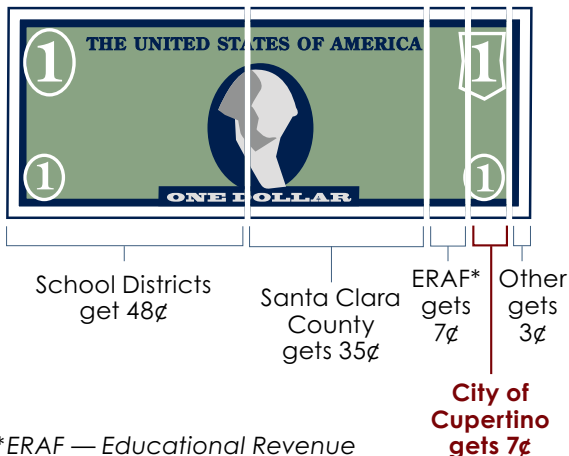 1
THE UNITED STATES OF AMERICA
1
1
ONE DOLLAR
1
School Districts
get 48¢
Santa Clara
County
gets 35¢
ERAF*
gets
7¢
Other
gets
3¢
City of
Cupertino
gets 7¢
*ERAF — Educational Revenue